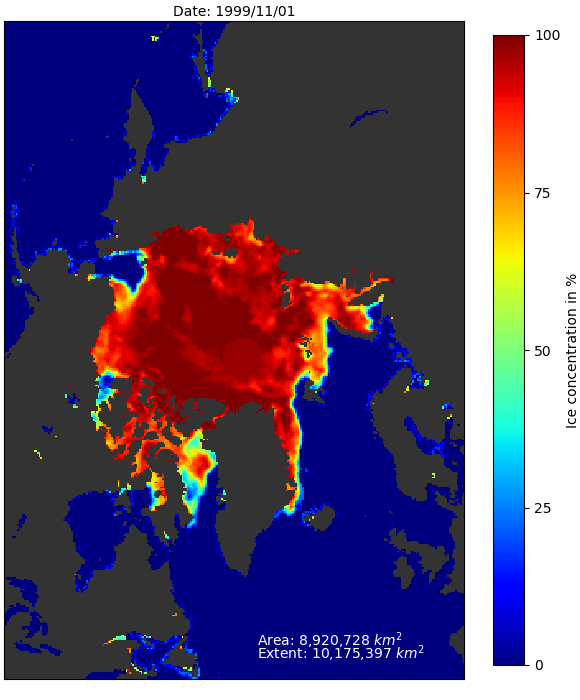 Date: 1999/11/01
100
75
50
25
0
Ice concentration in %
Area: 8,920,728 km²
Extent: 10,175,397 km²